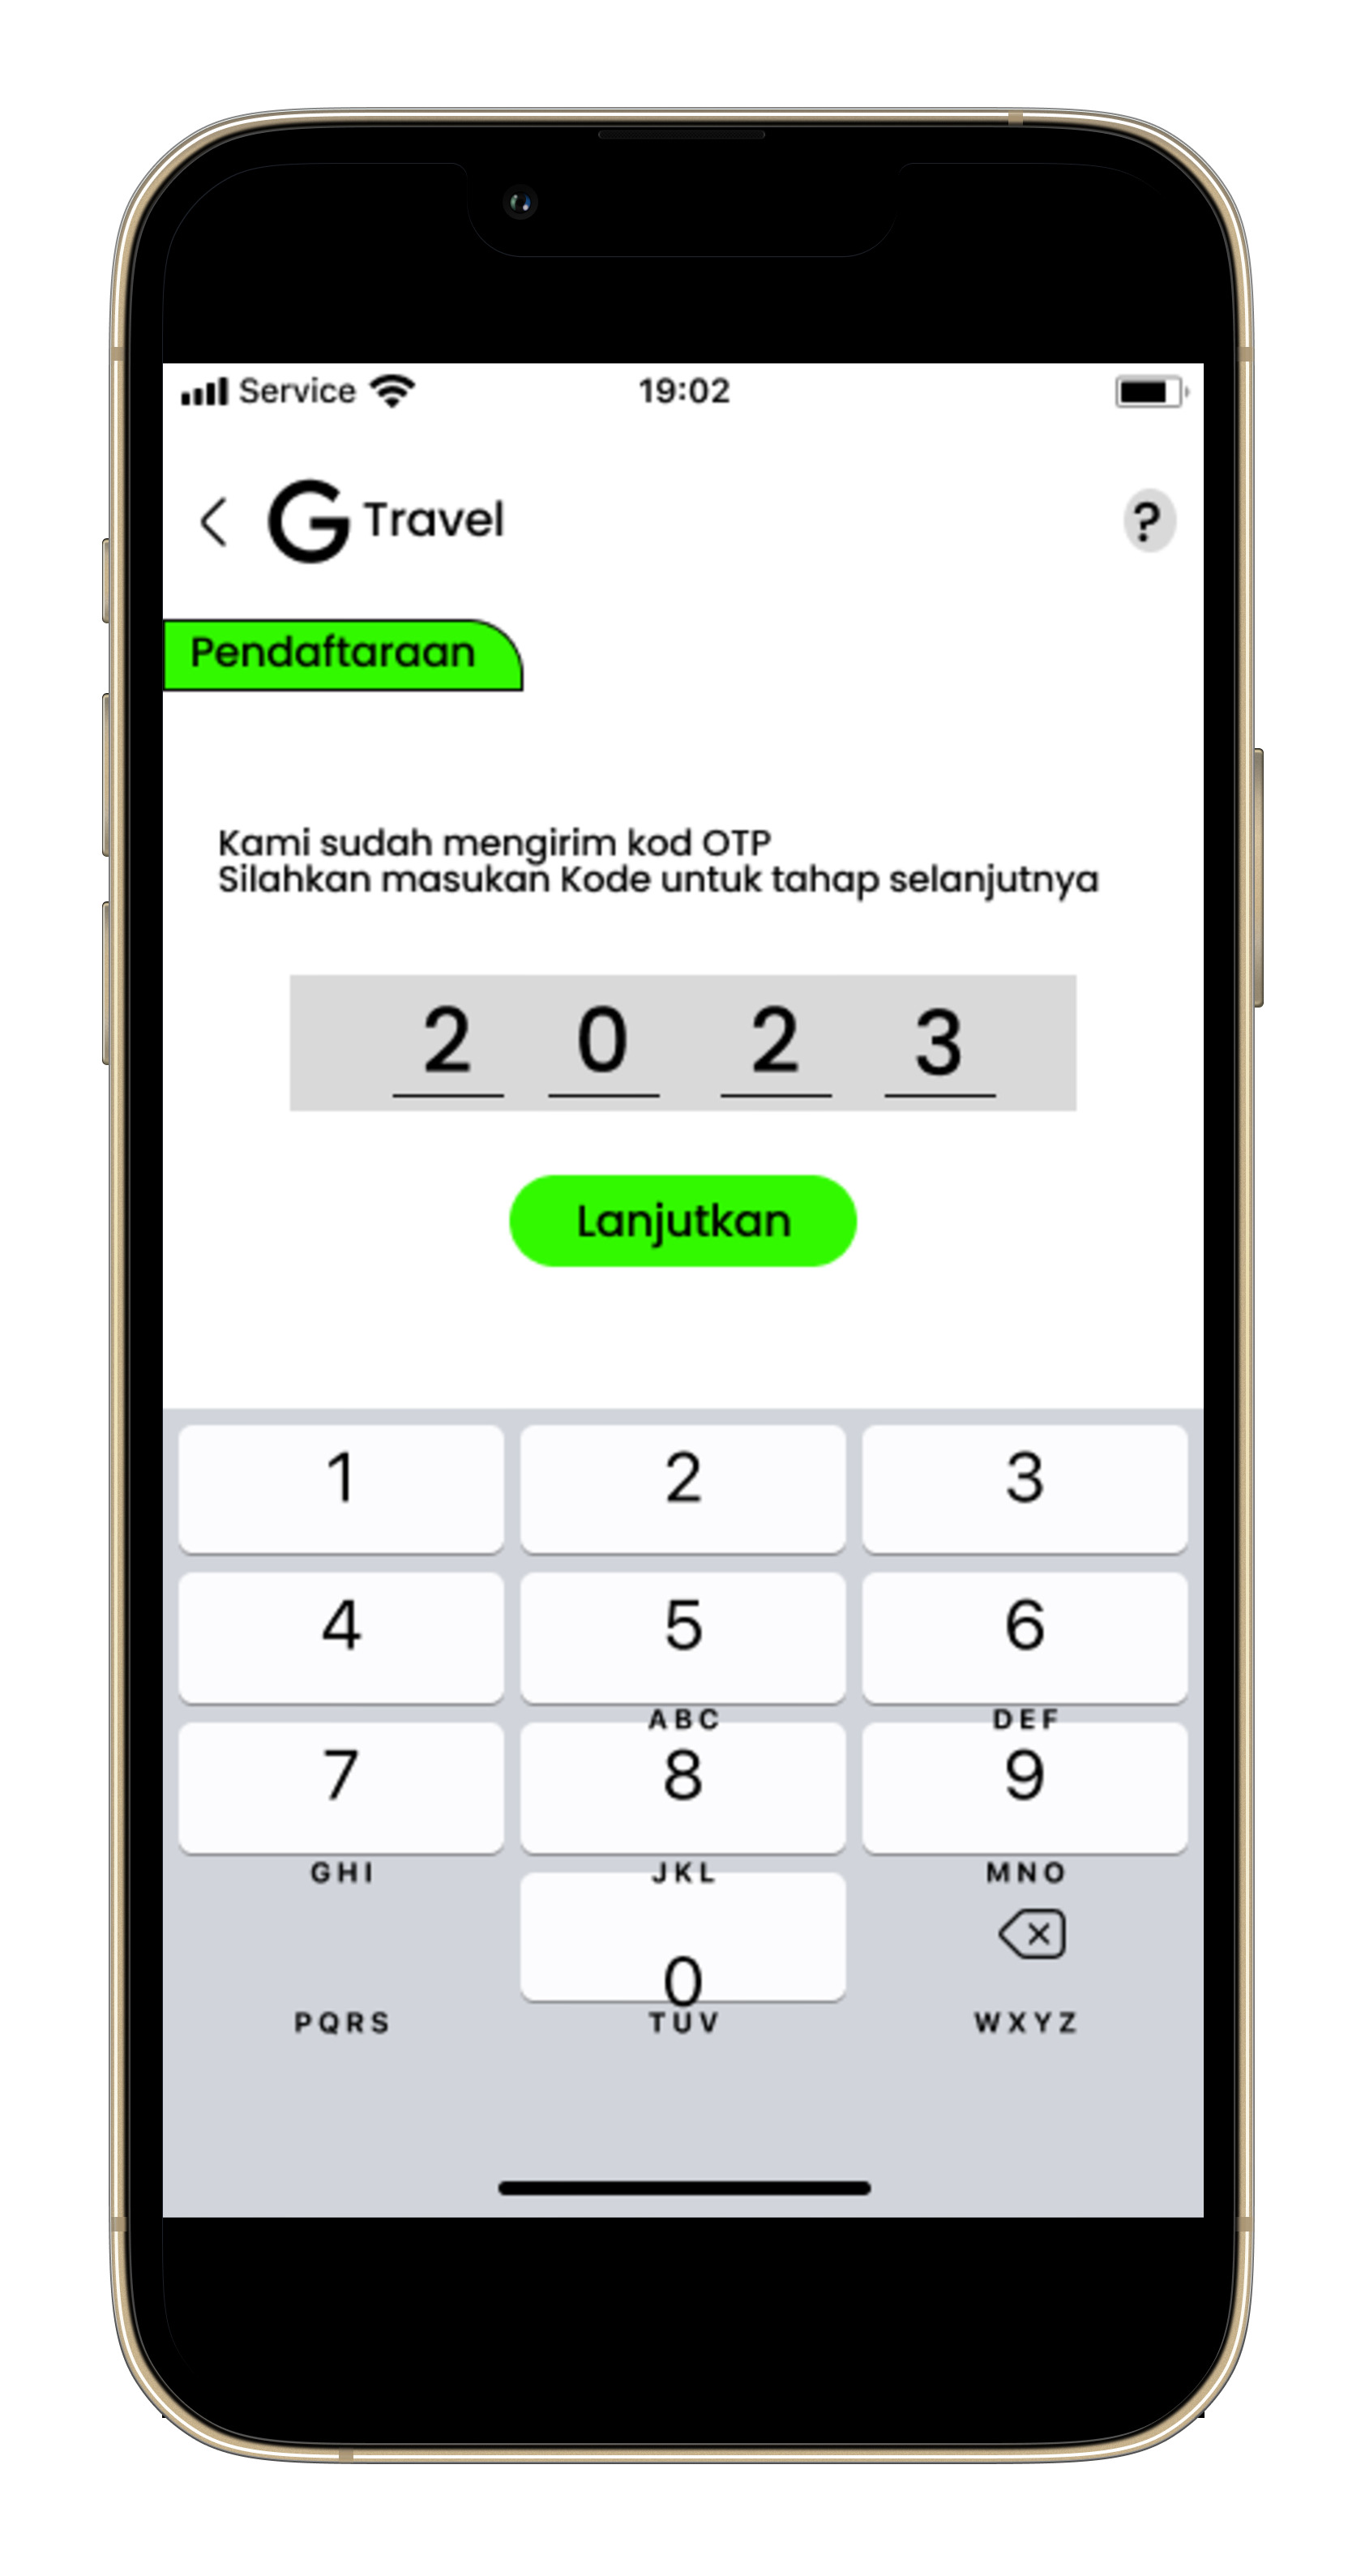 Service 19:02
G Travel ?
Pendaftaraan
Kami sudah mengirim kod OTP
Silahkan masukan Kode untuk tahap selanjutnya
2 0 2 3
Lanjutkan
1 2 3
4 5 6
ABC DEF
7 8 9
GHI JKL MNO
0
PQRS TUV WXYZ